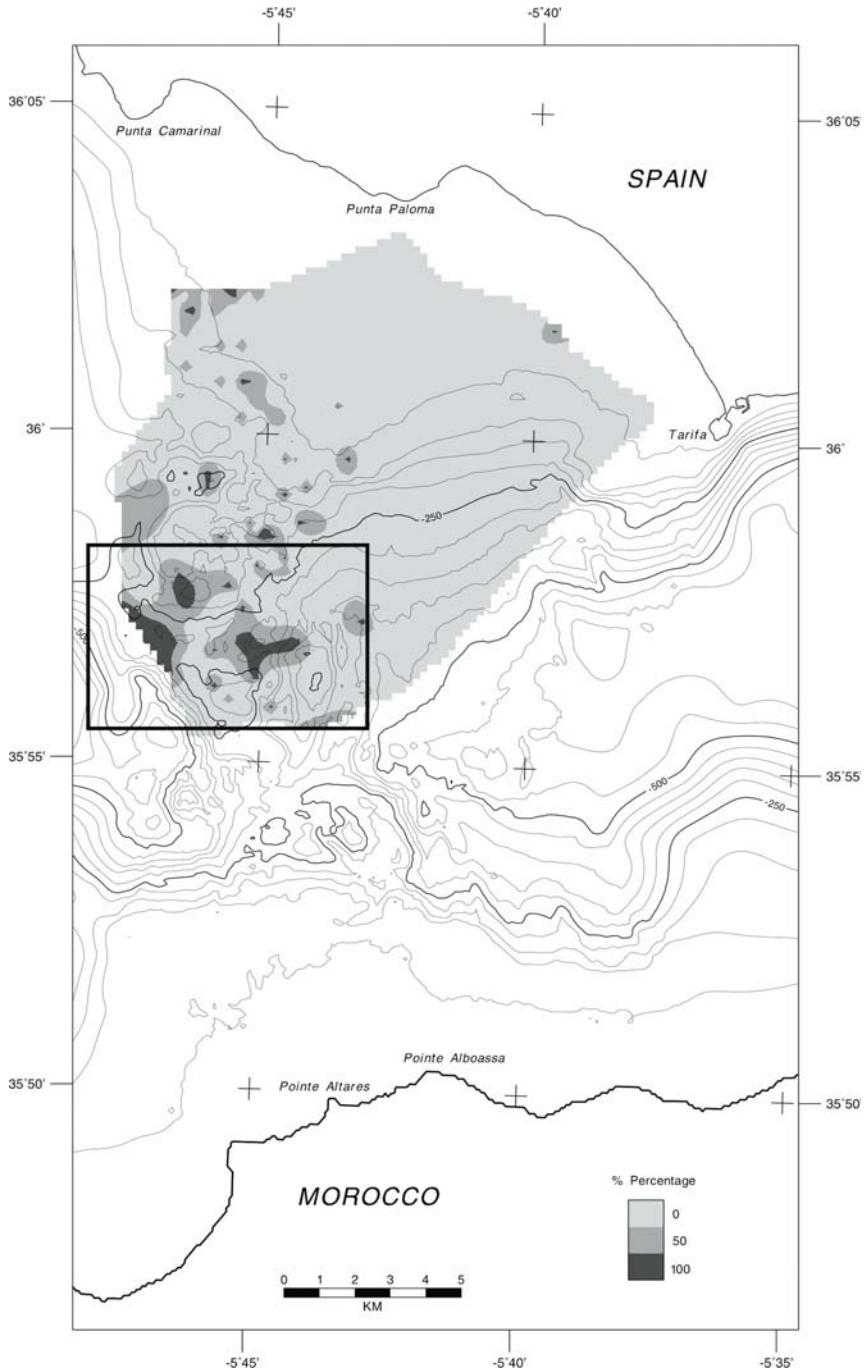 -5°45' -5°40'
36°05'
36°05'
Punta Camarinal
SPAIN
Punta Paloma
36°
Tarifa
36°
-250
-500
35°55'
35°55'
-500
-250
Pointe Alboassa
35°50'
Pointe Altares
35°50'
% Percentage
MOROCCO
0
50
100
0 1 2 3 4 5
KM
-5°45' -5°40' -5°35'